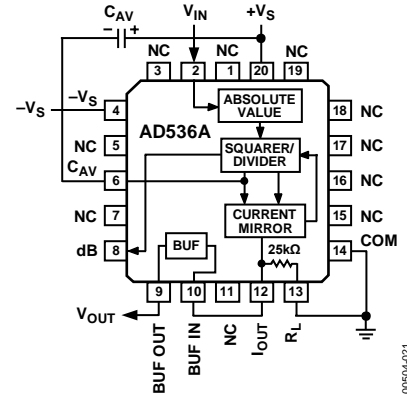 CAV
− +
VIN
+VS
NC
NC
NC
3
2
1
20
19
−VS
−VS
4
ABSOLUTE
VALUE
18
NC
AD536A
NC
5
SQUARER/
DIVIDER
17
NC
CAV
6
16
NC
NC
7
CURRENT
MIRROR
15
NC
dB
8
BUF
25kΩ
14
COM
9
10
11
12
13
VOUT
BUF OUT
BUF IN
NC
IOUT
RL
00504-021